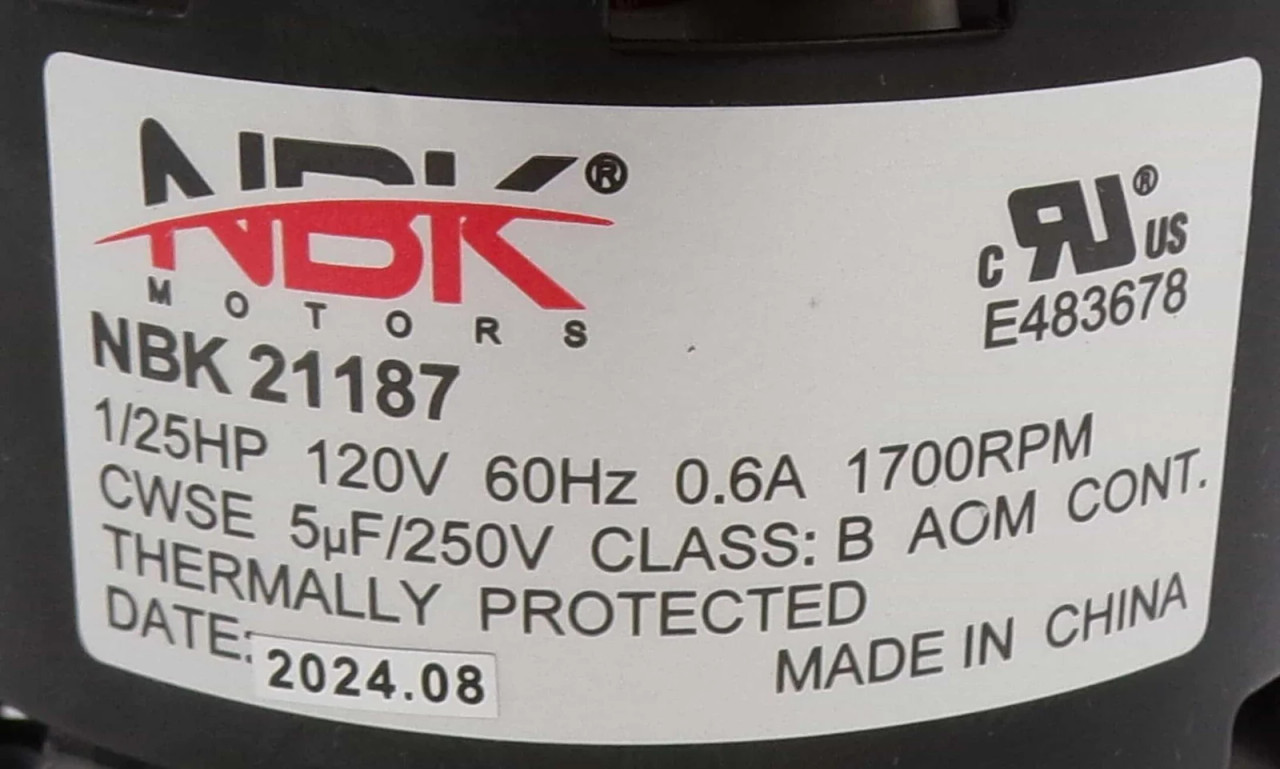 NBK®
MOTORS
NBK 21187
c RU® US
E483678
1/25HP 120V 60Hz 0.6A 1700RPM
CWSE 5µF/250V CLASS: B AOM CONT.
THERMALLY PROTECTED
DATE: 2024.08
MADE IN CHINA